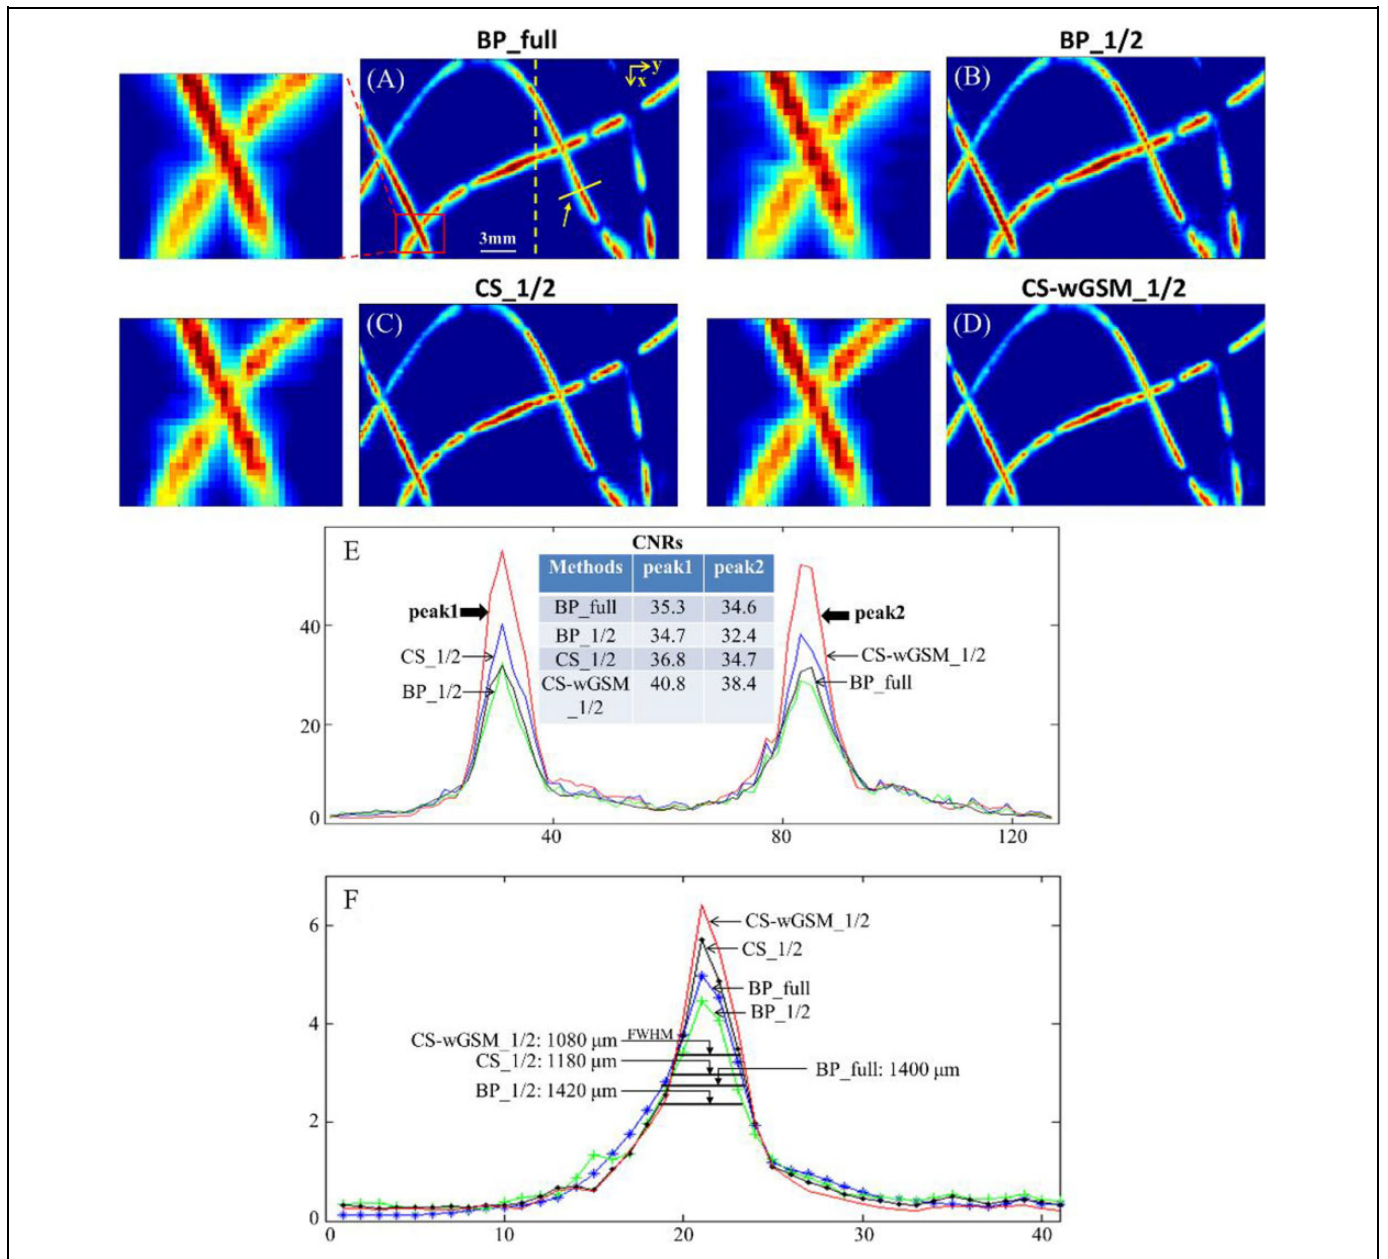 BP_full
BP_1/2
(A)
y
x
3mm
(B)
CS_1/2
CS-wGSM_1/2
(C)
(D)
E
CNRs
Methods peak1 peak2
BP_full 35.3 34.6
BP_1/2 34.7 32.4
CS_1/2 36.8 34.7
CS-wGSM
_1/2 40.8 38.4
peak1
peak2
CS_1/2
BP_1/2
CS-wGSM_1/2
BP_full
40
20
0
40 80 120
F
6
4
2
0
CS-wGSM_1/2
CS_1/2
BP_full
BP_1/2
FWHM
CS-wGSM_1/2: 1080 μm
CS_1/2: 1180 μm
BP_full: 1400 μm
BP_1/2: 1420 μm
0 10 20 30 40